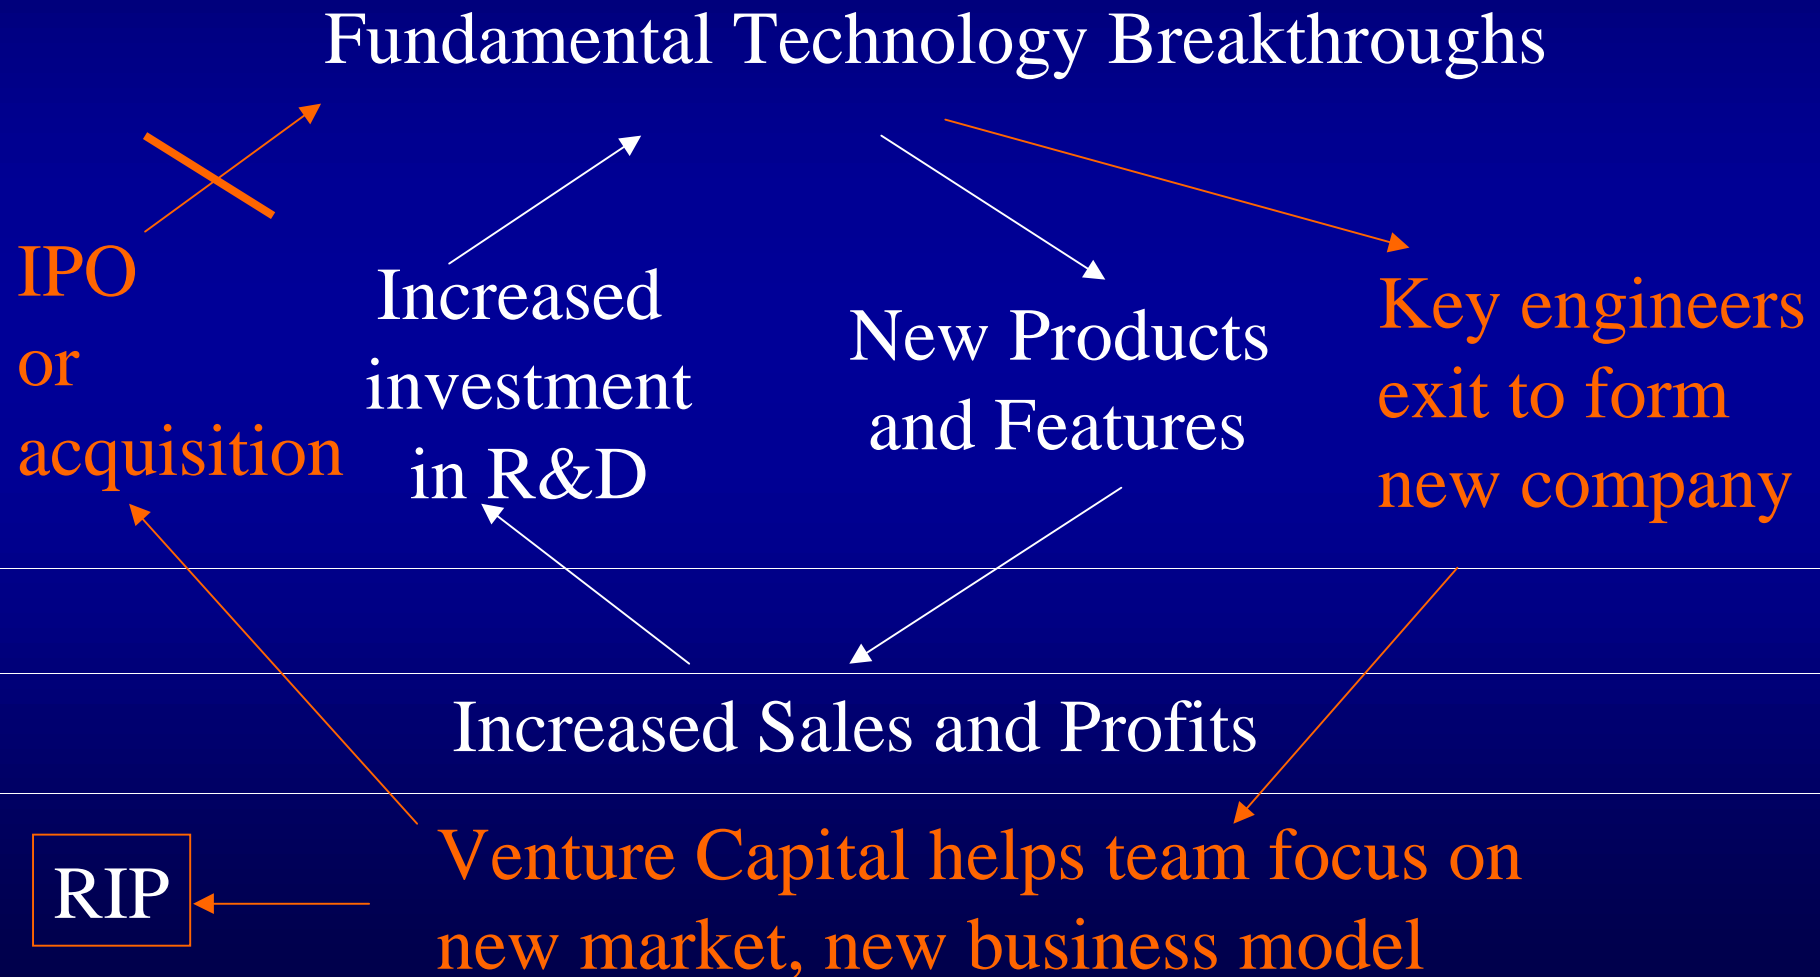 Fundamental Technology Breakthroughs
IPO
or
acquisition
Increased
investment
in R&D
New Products
and Features
Key engineers
exit to form
new company
Increased Sales and Profits
RIP
Venture Capital helps team focus on
new market, new business model